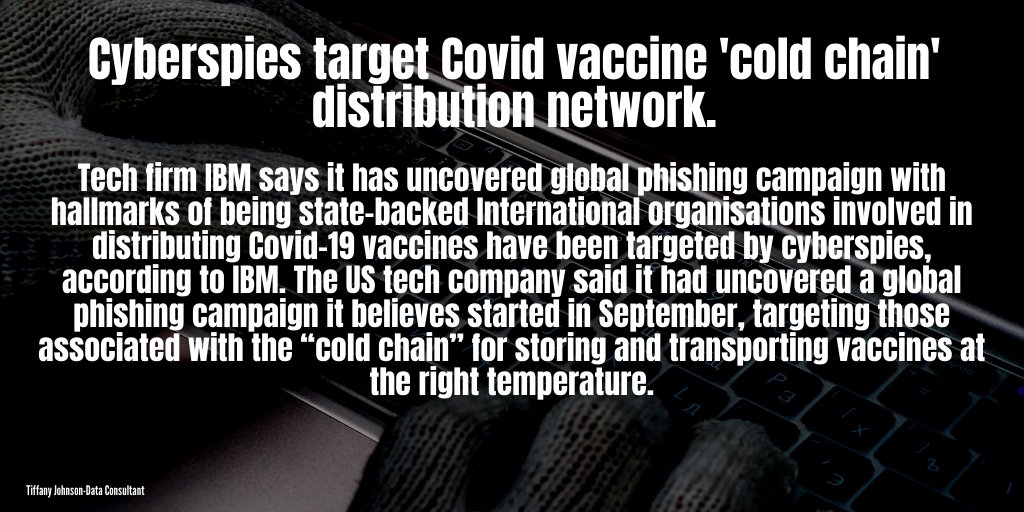 Cyberspies target Covid vaccine 'cold chain'
distribution network.
Tech firm IBM says it has uncovered global phishing campaign with
hallmarks of being state-backed International organisations involved in
distributing Covid-19 vaccines have been targeted by cyberspies,
according to IBM. The US tech company said it had uncovered a global
phishing campaign it believes started in September, targeting those
associated with the “cold chain” for storing and transporting vaccines at
the right temperature.
Tiffany Johnson-Data Consultant